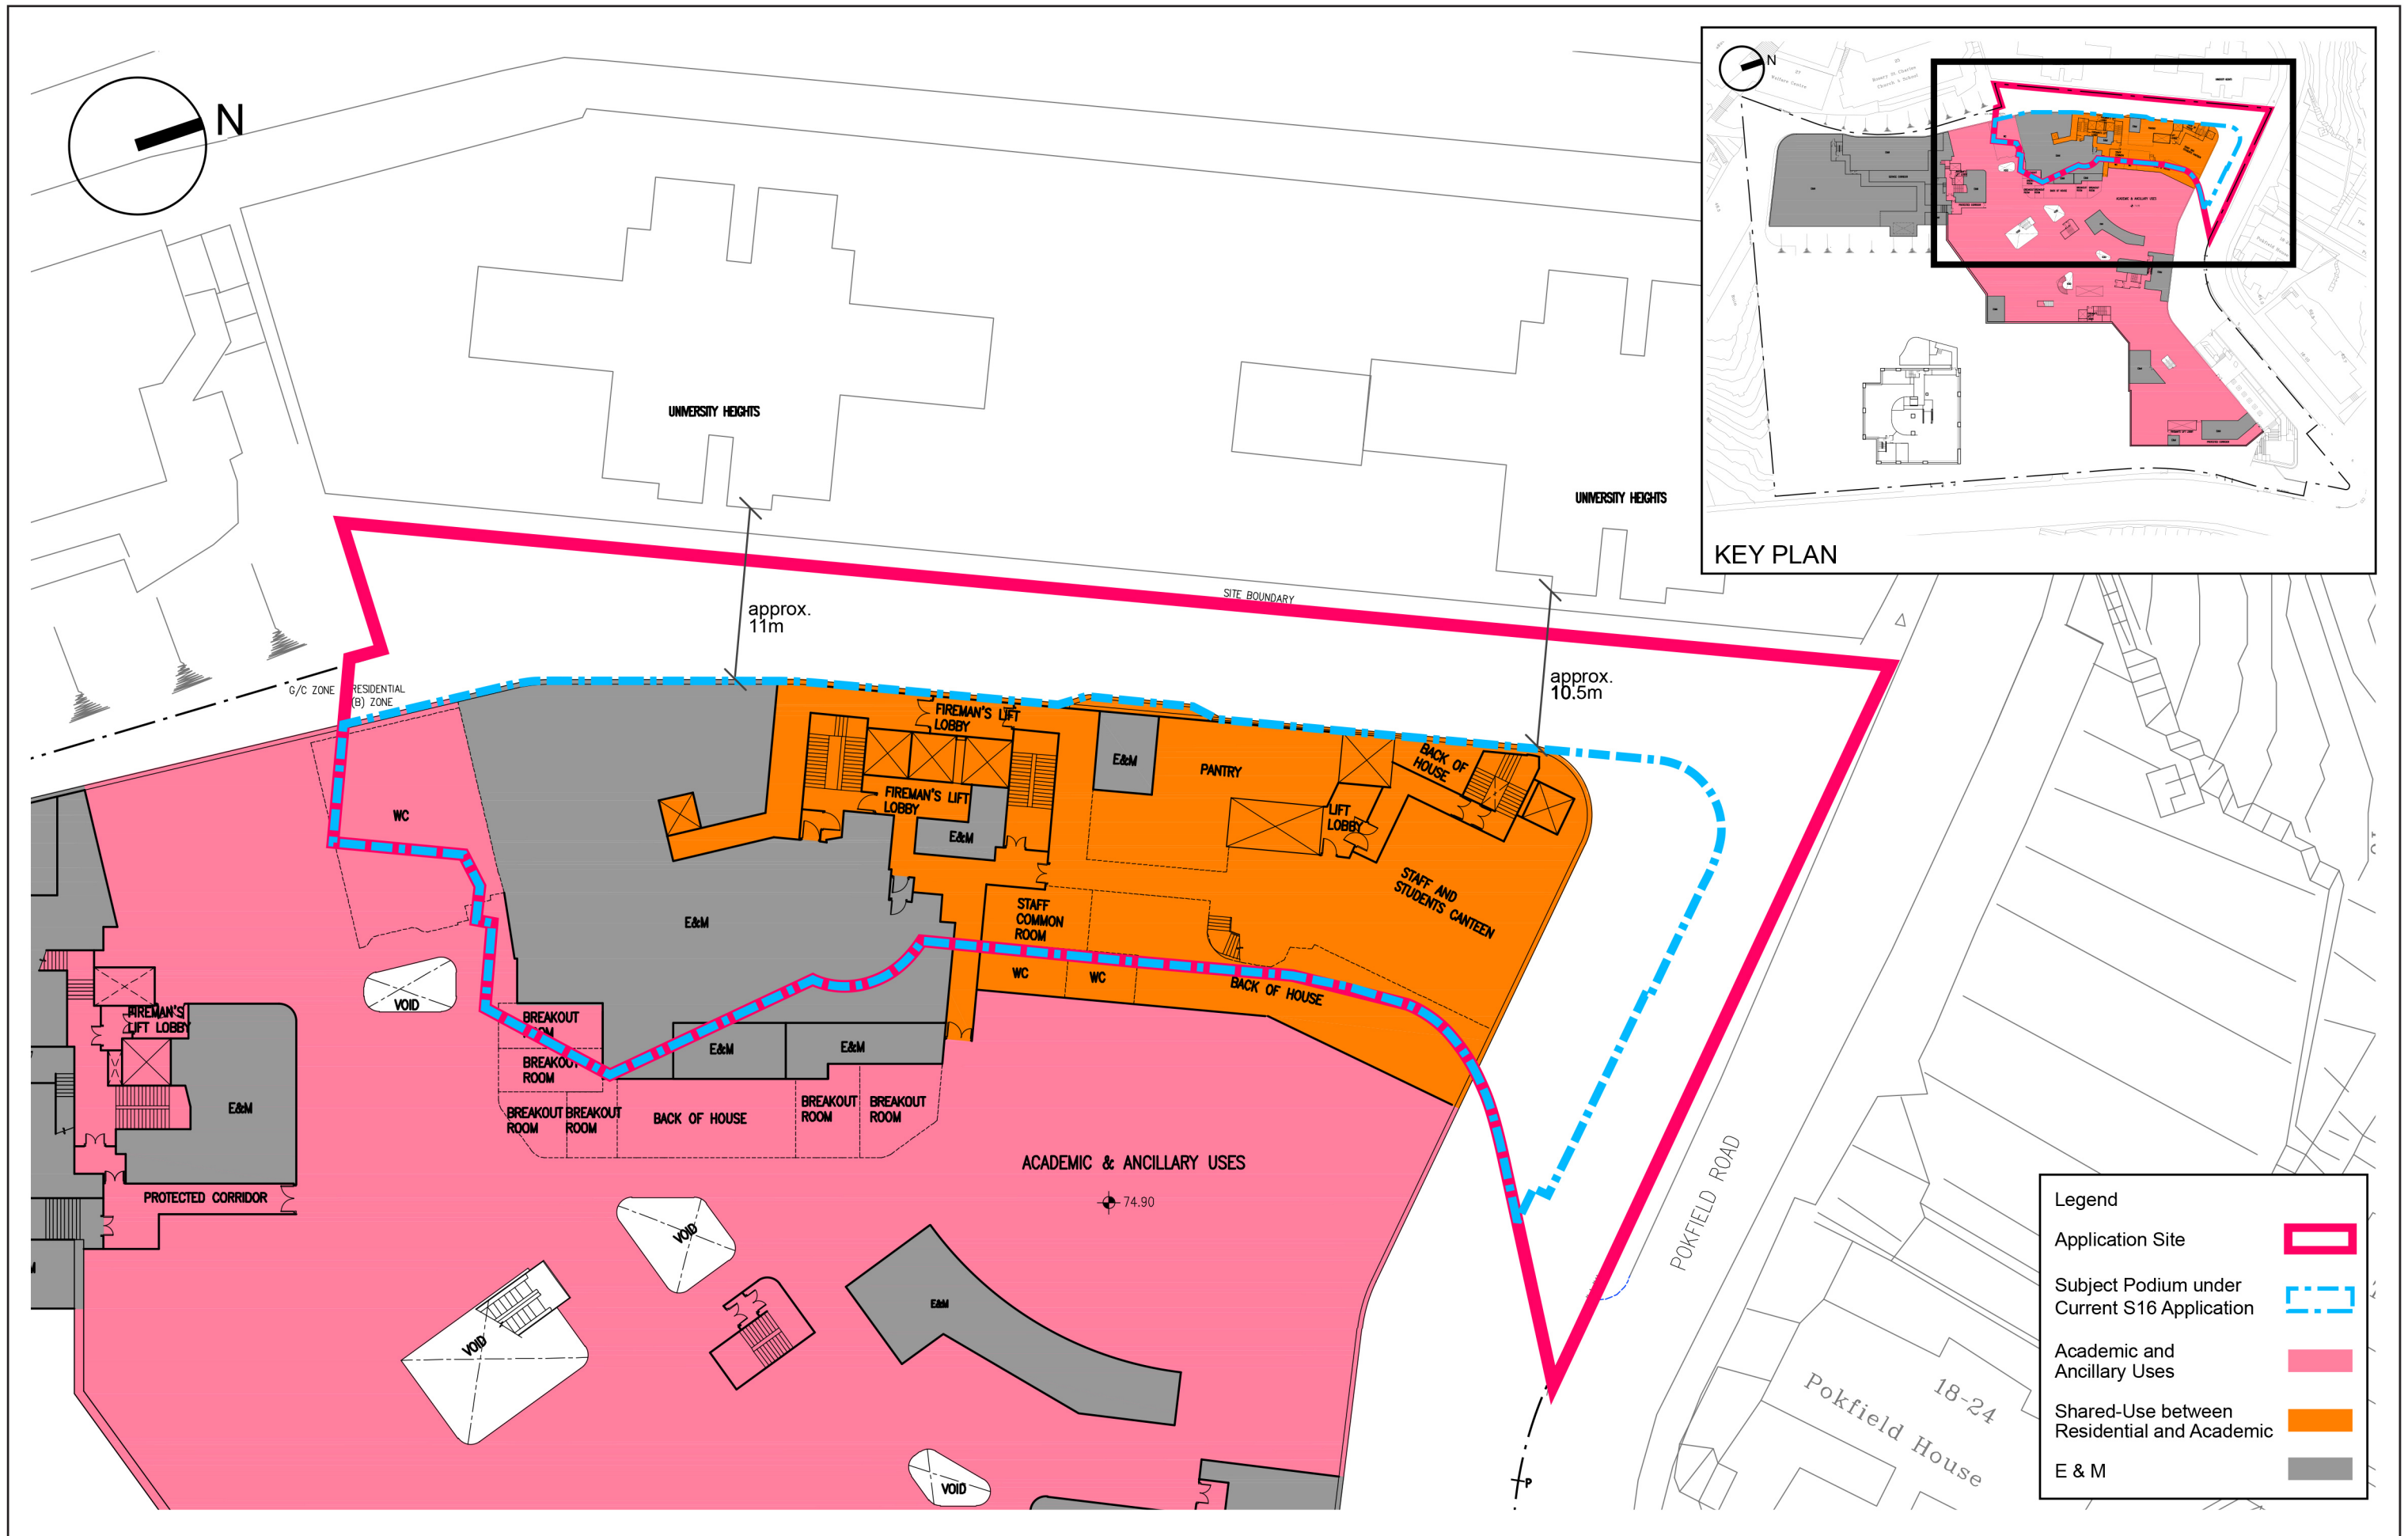 N
N
KEY PLAN
UNIVERSITY HEIGHTS
UNIVERSITY HEIGHTS
SITE BOUNDARY
approx.
11m
approx.
10.5m
G/C ZONE
RESIDENTIAL
(B) ZONE
FIREMAN'S LIFT
LOBBY
E&M
PANTRY
BACK OF
HOUSE
FIREMAN'S LIFT
LOBBY
LIFT
LOBBY
WC
E&M
STAFF AND
STUDENTS CANTEEN
E&M
STAFF
COMMON
ROOM
WC
WC
BACK OF HOUSE
VOID
FIREMAN'S
LIFT LOBBY
BREAKOUT
ROOM
BREAKOUT
ROOM
E&M
E&M
E&M
BREAKOUT
ROOM
BREAKOUT
ROOM
BACK OF HOUSE
BREAKOUT
ROOM
BREAKOUT
ROOM
ACADEMIC & ANCILLARY USES
74.90
PROTECTED CORRIDOR
VOID
VOID
E&M
VOID
POKFIELD ROAD
18-24
Pokfield House
P
Legend
Application Site
Subject Podium under
Current S16 Application
Academic and
Ancillary Uses
Shared-Use between
Residential and Academic
E & M